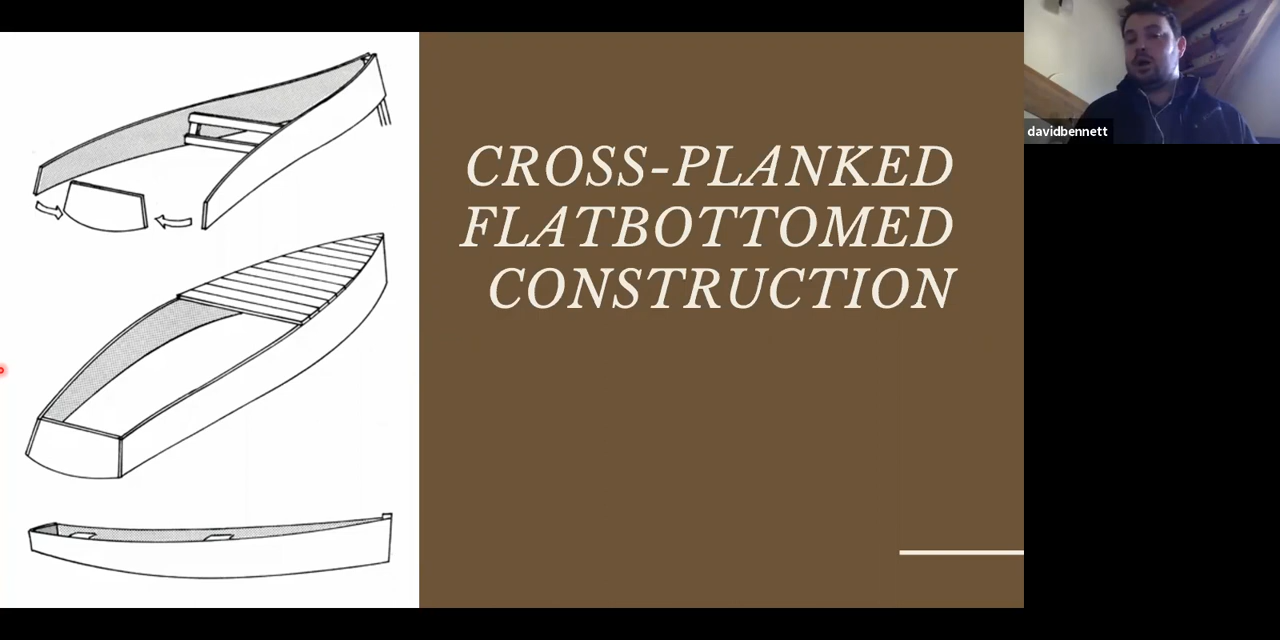 CROSS-PLANKED
FLATBOTTOMED
CONSTRUCTION
davidbennett